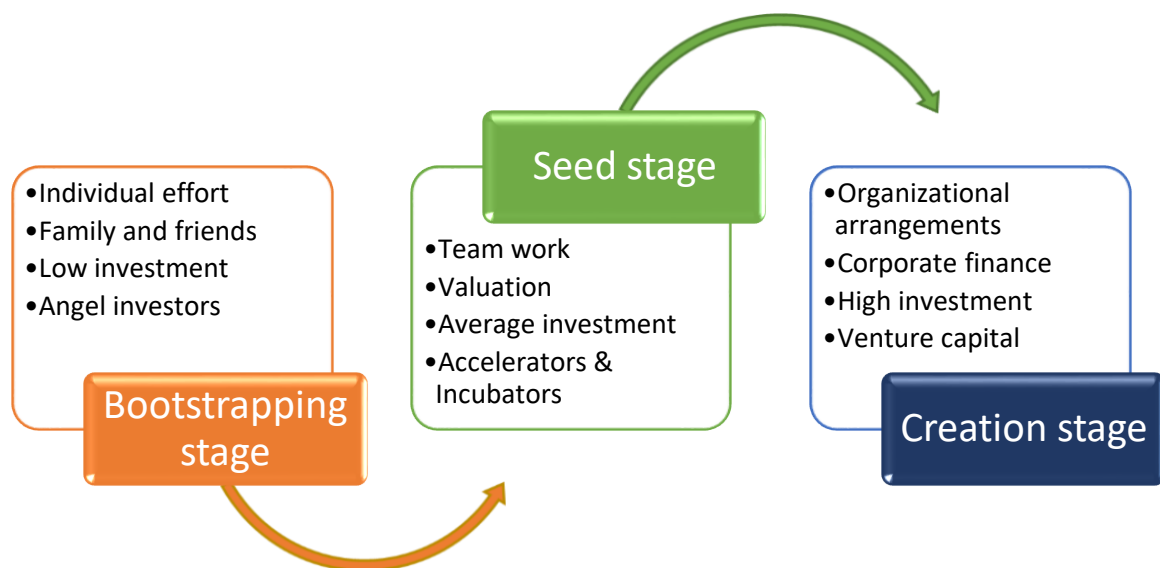 •Individual effort
•Family and friends
•Low investment
•Angel investors
Bootstrapping
stage
Seed stage
•Team work
•Valuation
•Average investment
•Accelerators &
Incubators
•Organizational
arrangements
•Corporate finance
•High investment
•Venture capital
Creation stage